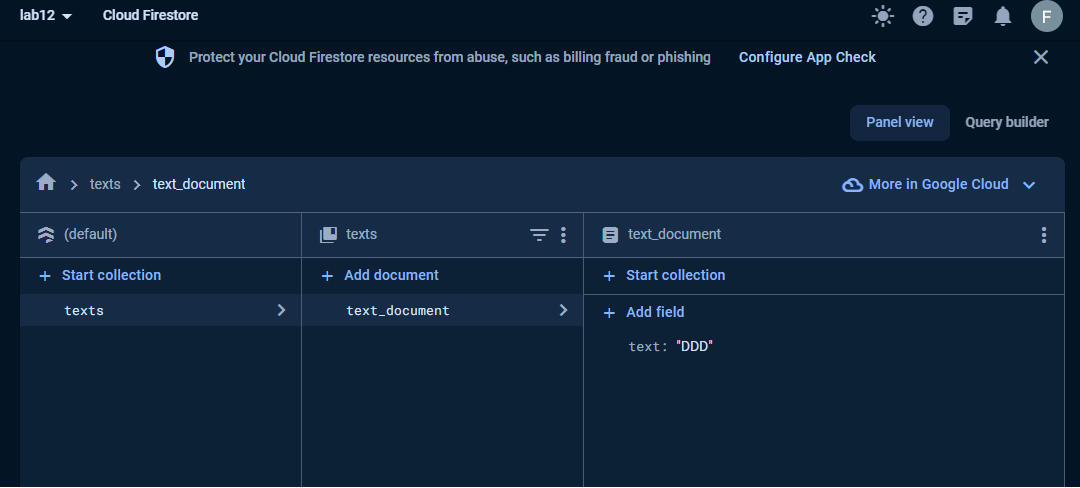 lab12 Cloud Firestore F
Protect your Cloud Firestore resources from abuse, such as billing fraud or phishing Configure App Check
Panel view Query builder
texts text_document More in Google Cloud
(default) texts text_document
+ Start collection + Add document + Start collection
texts text_document + Add field
text: "DDD"